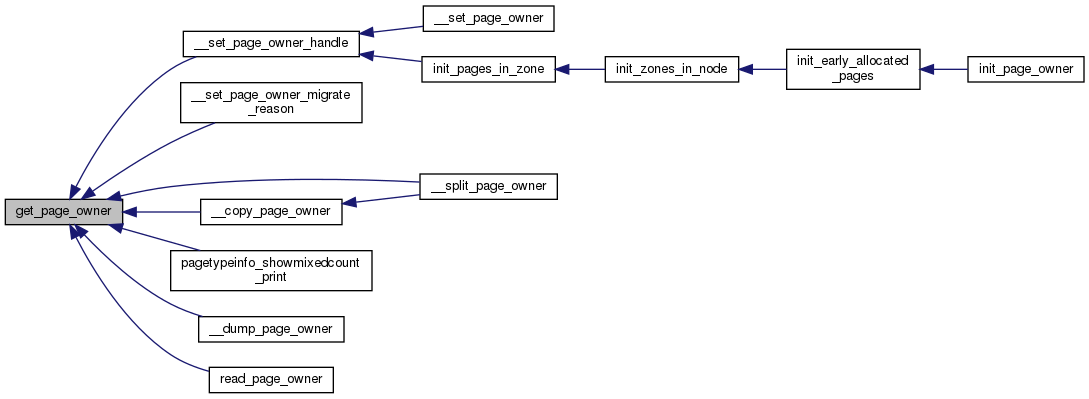 __set_page_owner
__set_page_owner_handle
init_pages_in_zone
init_zones_in_node
init_early_allocated
_pages
init_page_owner
__set_page_owner_migrate
_reason
__split_page_owner
get_page_owner
__copy_page_owner
pagetypeinfo_showmixedcount
_print
__dump_page_owner
read_page_owner